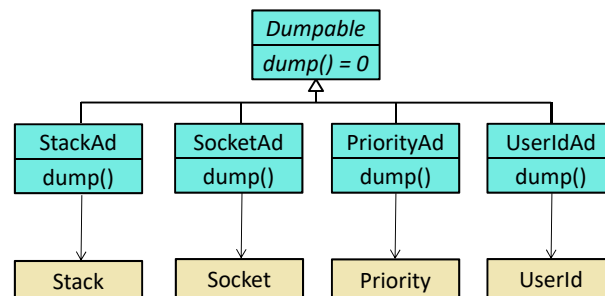 Dumpable
dump() = 0
StackAd SocketAd PriorityAd UserIdAd
dump() dump() dump() dump()
Stack Socket Priority UserId